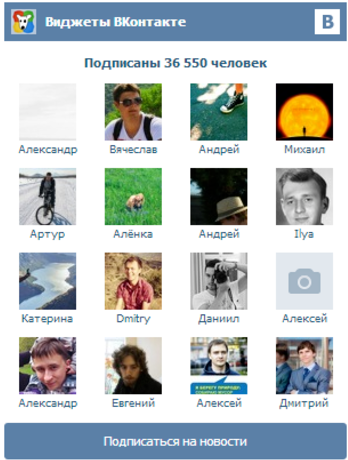 Виджеты ВКонтакте
B
Подписаны 36 550 человек
Александр Вячеслав Андрей Михаил
Артур Алёнка Андрей Ilya
Катерина Dmitry Даниил Алексей
Александр Евгений Алексей Дмитрий
Подписаться на новости